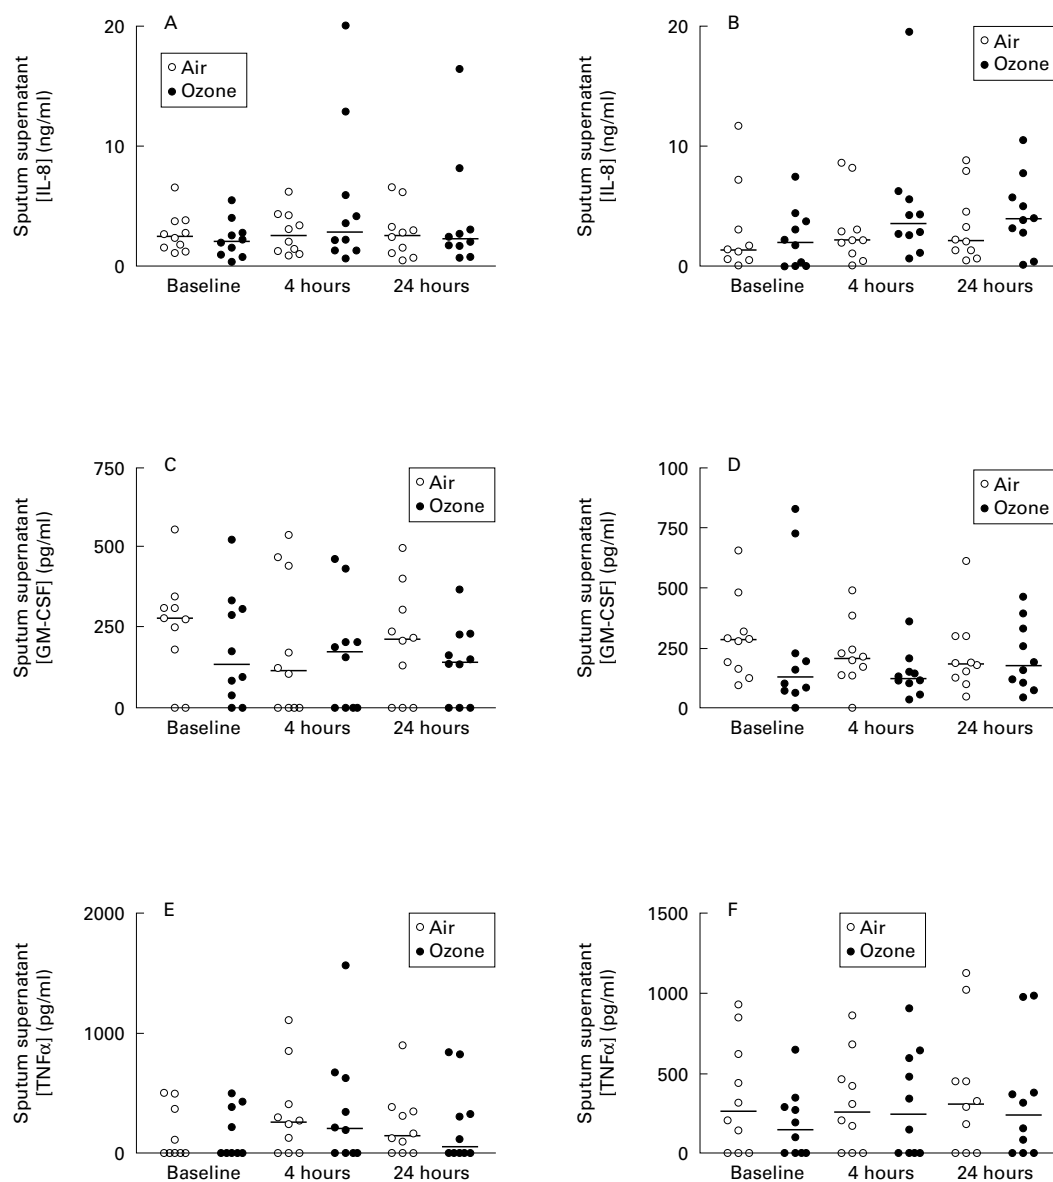 A
Sputum supernatant
[IL-8] (ng/ml)
20
10
0
Air
Ozone
Baseline
4 hours
24 hours
B
Sputum supernatant
[IL-8] (ng/ml)
20
10
0
Air
Ozone
Baseline
4 hours
24 hours
C
Sputum supernatant
[GM-CSF] (pg/ml)
750
500
250
0
Air
Ozone
Baseline
4 hours
24 hours
D
Sputum supernatant
[GM-CSF] (pg/ml)
100
750
500
250
0
Air
Ozone
Baseline
4 hours
24 hours
E
Sputum supernatant
[TNFα] (pg/ml)
2000
1000
0
Air
Ozone
Baseline
4 hours
24 hours
F
Sputum supernatant
[TNFα] (pg/ml)
1500
1000
500
0
Air
Ozone
Baseline
4 hours
24 hours